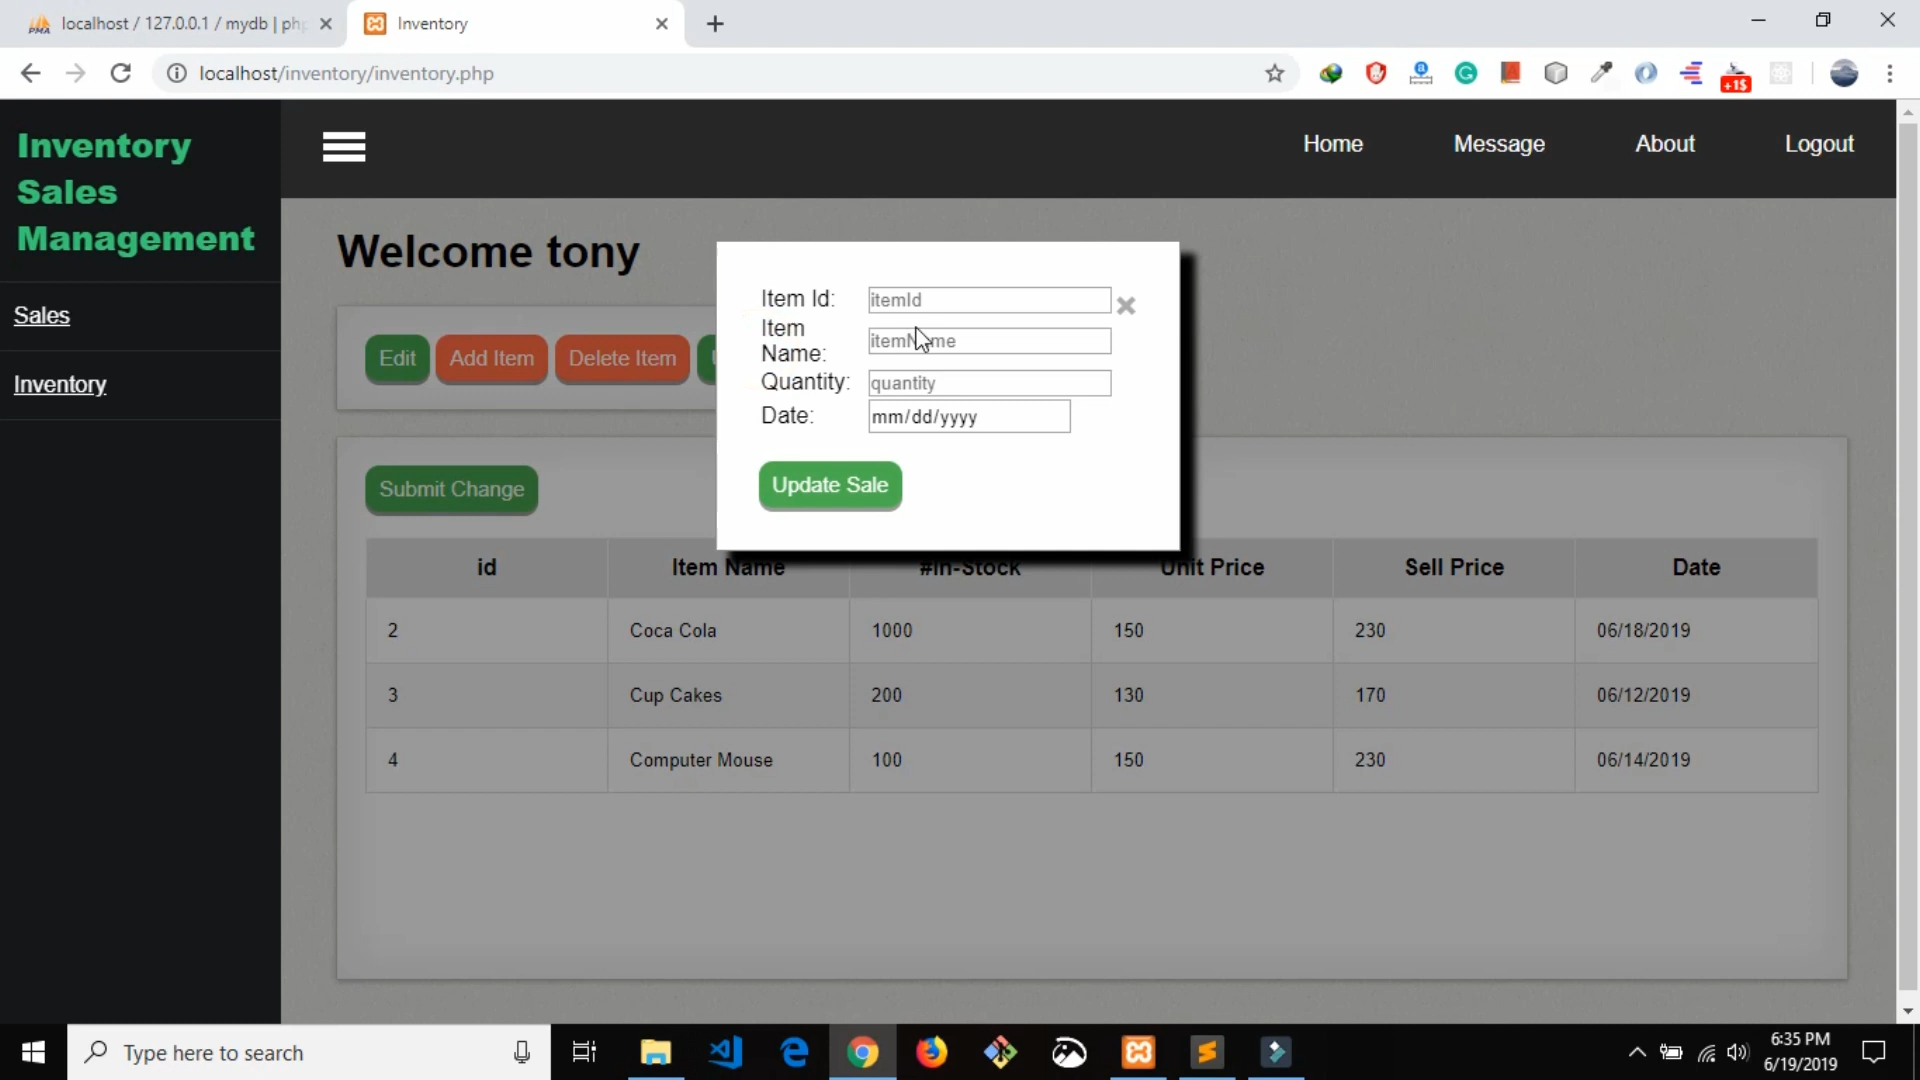 localhost / 127.0.0.1 / mydb | php
Inventory
localhost/inventory/inventory.php
+1$
Inventory
Sales
Management
Home
Message
About
Logout
Sales
Inventory
Welcome tony
Edit
Add Item
Delete Item
Item Id:
itemId
Item
Name:
Quantity:
quantity
Date:
mm/dd/yyyy
Update Sale
Submit Change
id
Item Name
#In-Stock
Unit Price
Sell Price
Date
2
Coca Cola
1000
150
230
06/18/2019
3
Cup Cakes
200
130
170
06/12/2019
4
Computer Mouse
100
150
230
06/14/2019
Type here to search
6:35 PM
6/19/2019